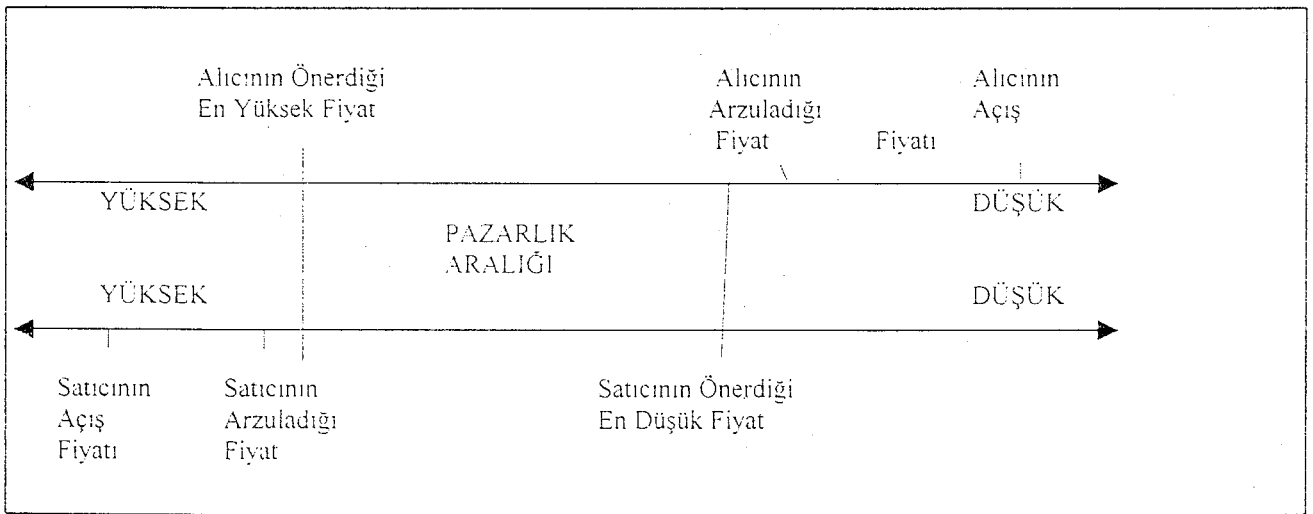 Alıcının Önerdiği
En Yüksek Fiyat
Alıcının
Arzuladığı
Fiyat
Alıcının
Açış
Fiyatı
YÜKSEK
DÜŞÜK
PAZARLIK
ARALIĞI
YÜKSEK
DÜŞÜK
Satıcının
Açış
Fiyatı
Satıcının
Arzuladığı
Fiyat
Satıcının Önerdiği
En Düşük Fiyat